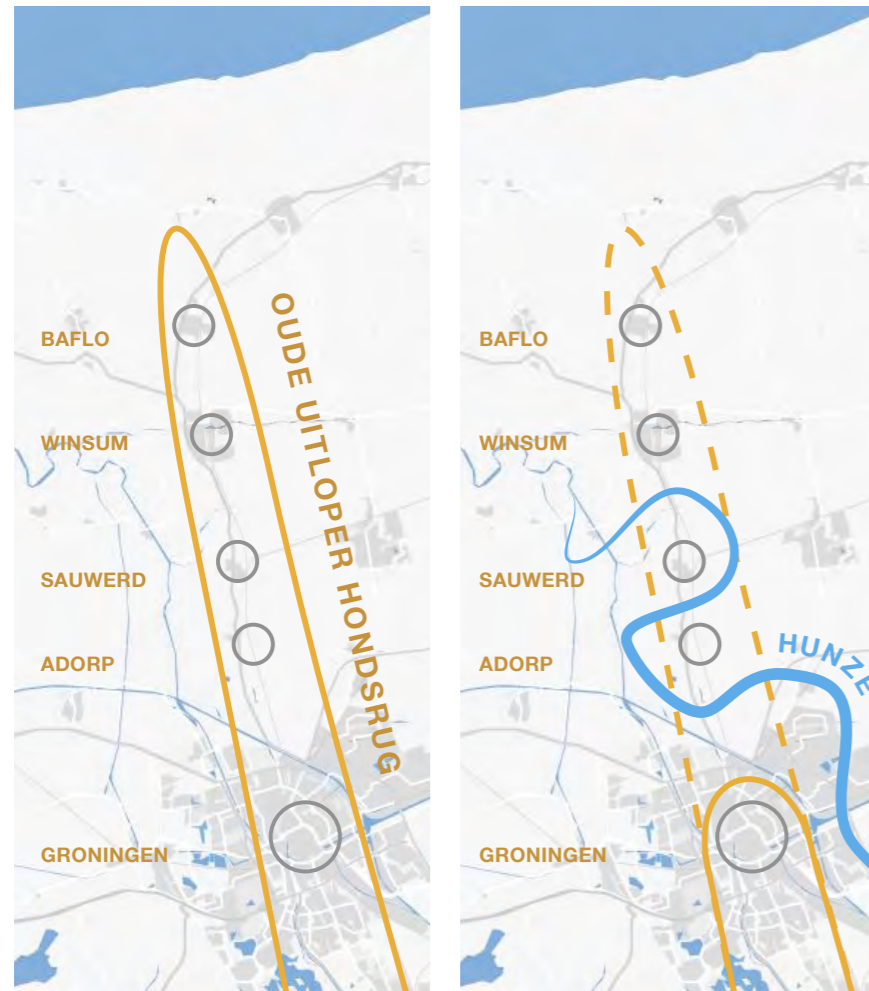 BAFLO
WINSUM
SAUWERD
ADORP
GRONINGEN
OUDE UITLOPER HONDSRUG
BAFLO
WINSUM
SAUWERD
ADORP
GRONINGEN
HUNZE